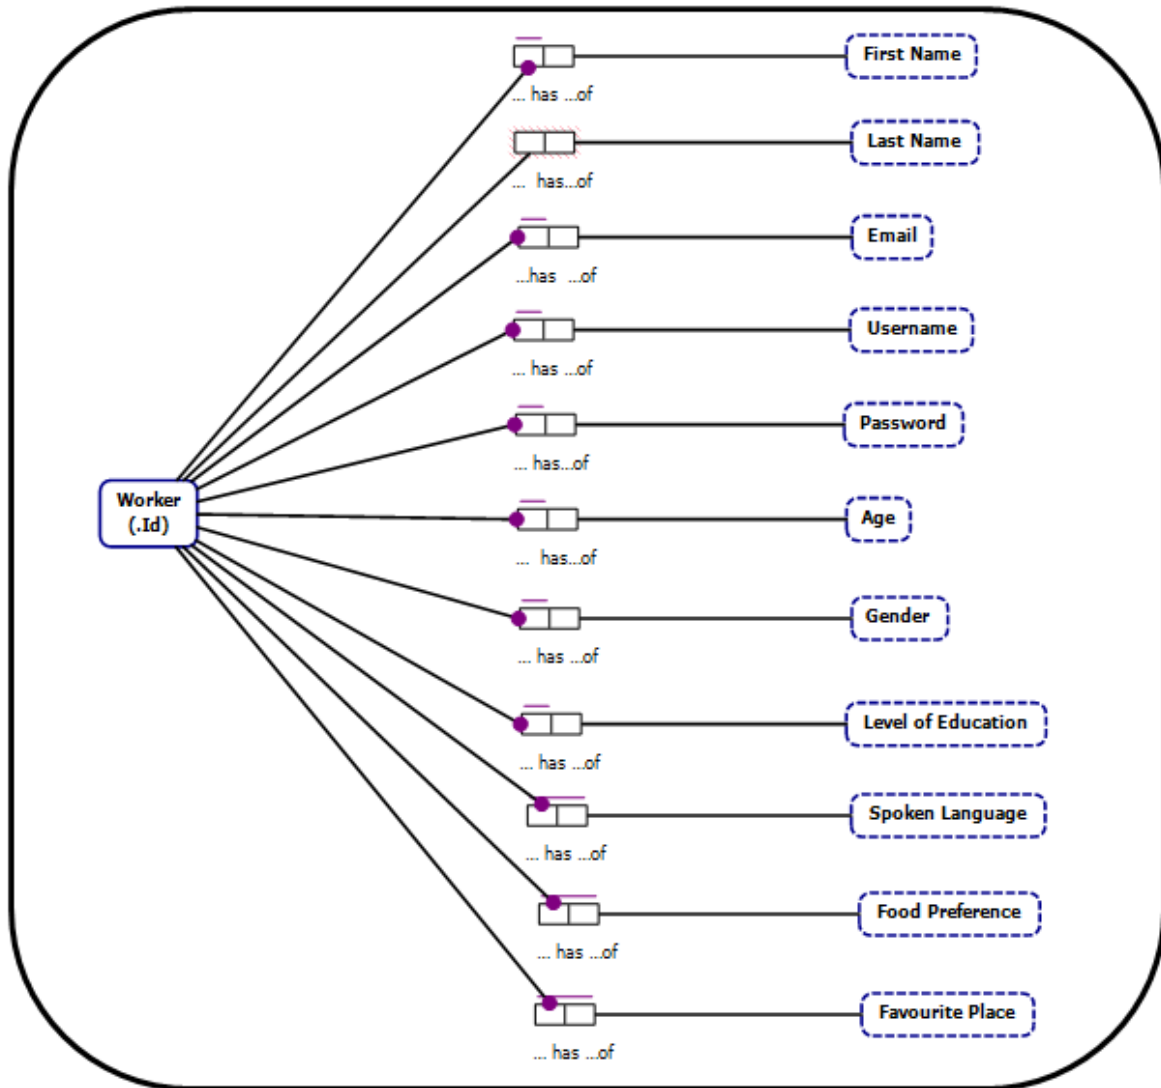 First Name
... has ...of
Last Name
... has...of
Email
...has ...of
Username
... has ...of
Password
... has...of
Worker
(.Id)
Age
... has...of
Gender
... has ...of
Level of Education
... has ...of
Spoken Language
... has ...of
Food Preference
... has ...of
Favourite Place
... has ...of